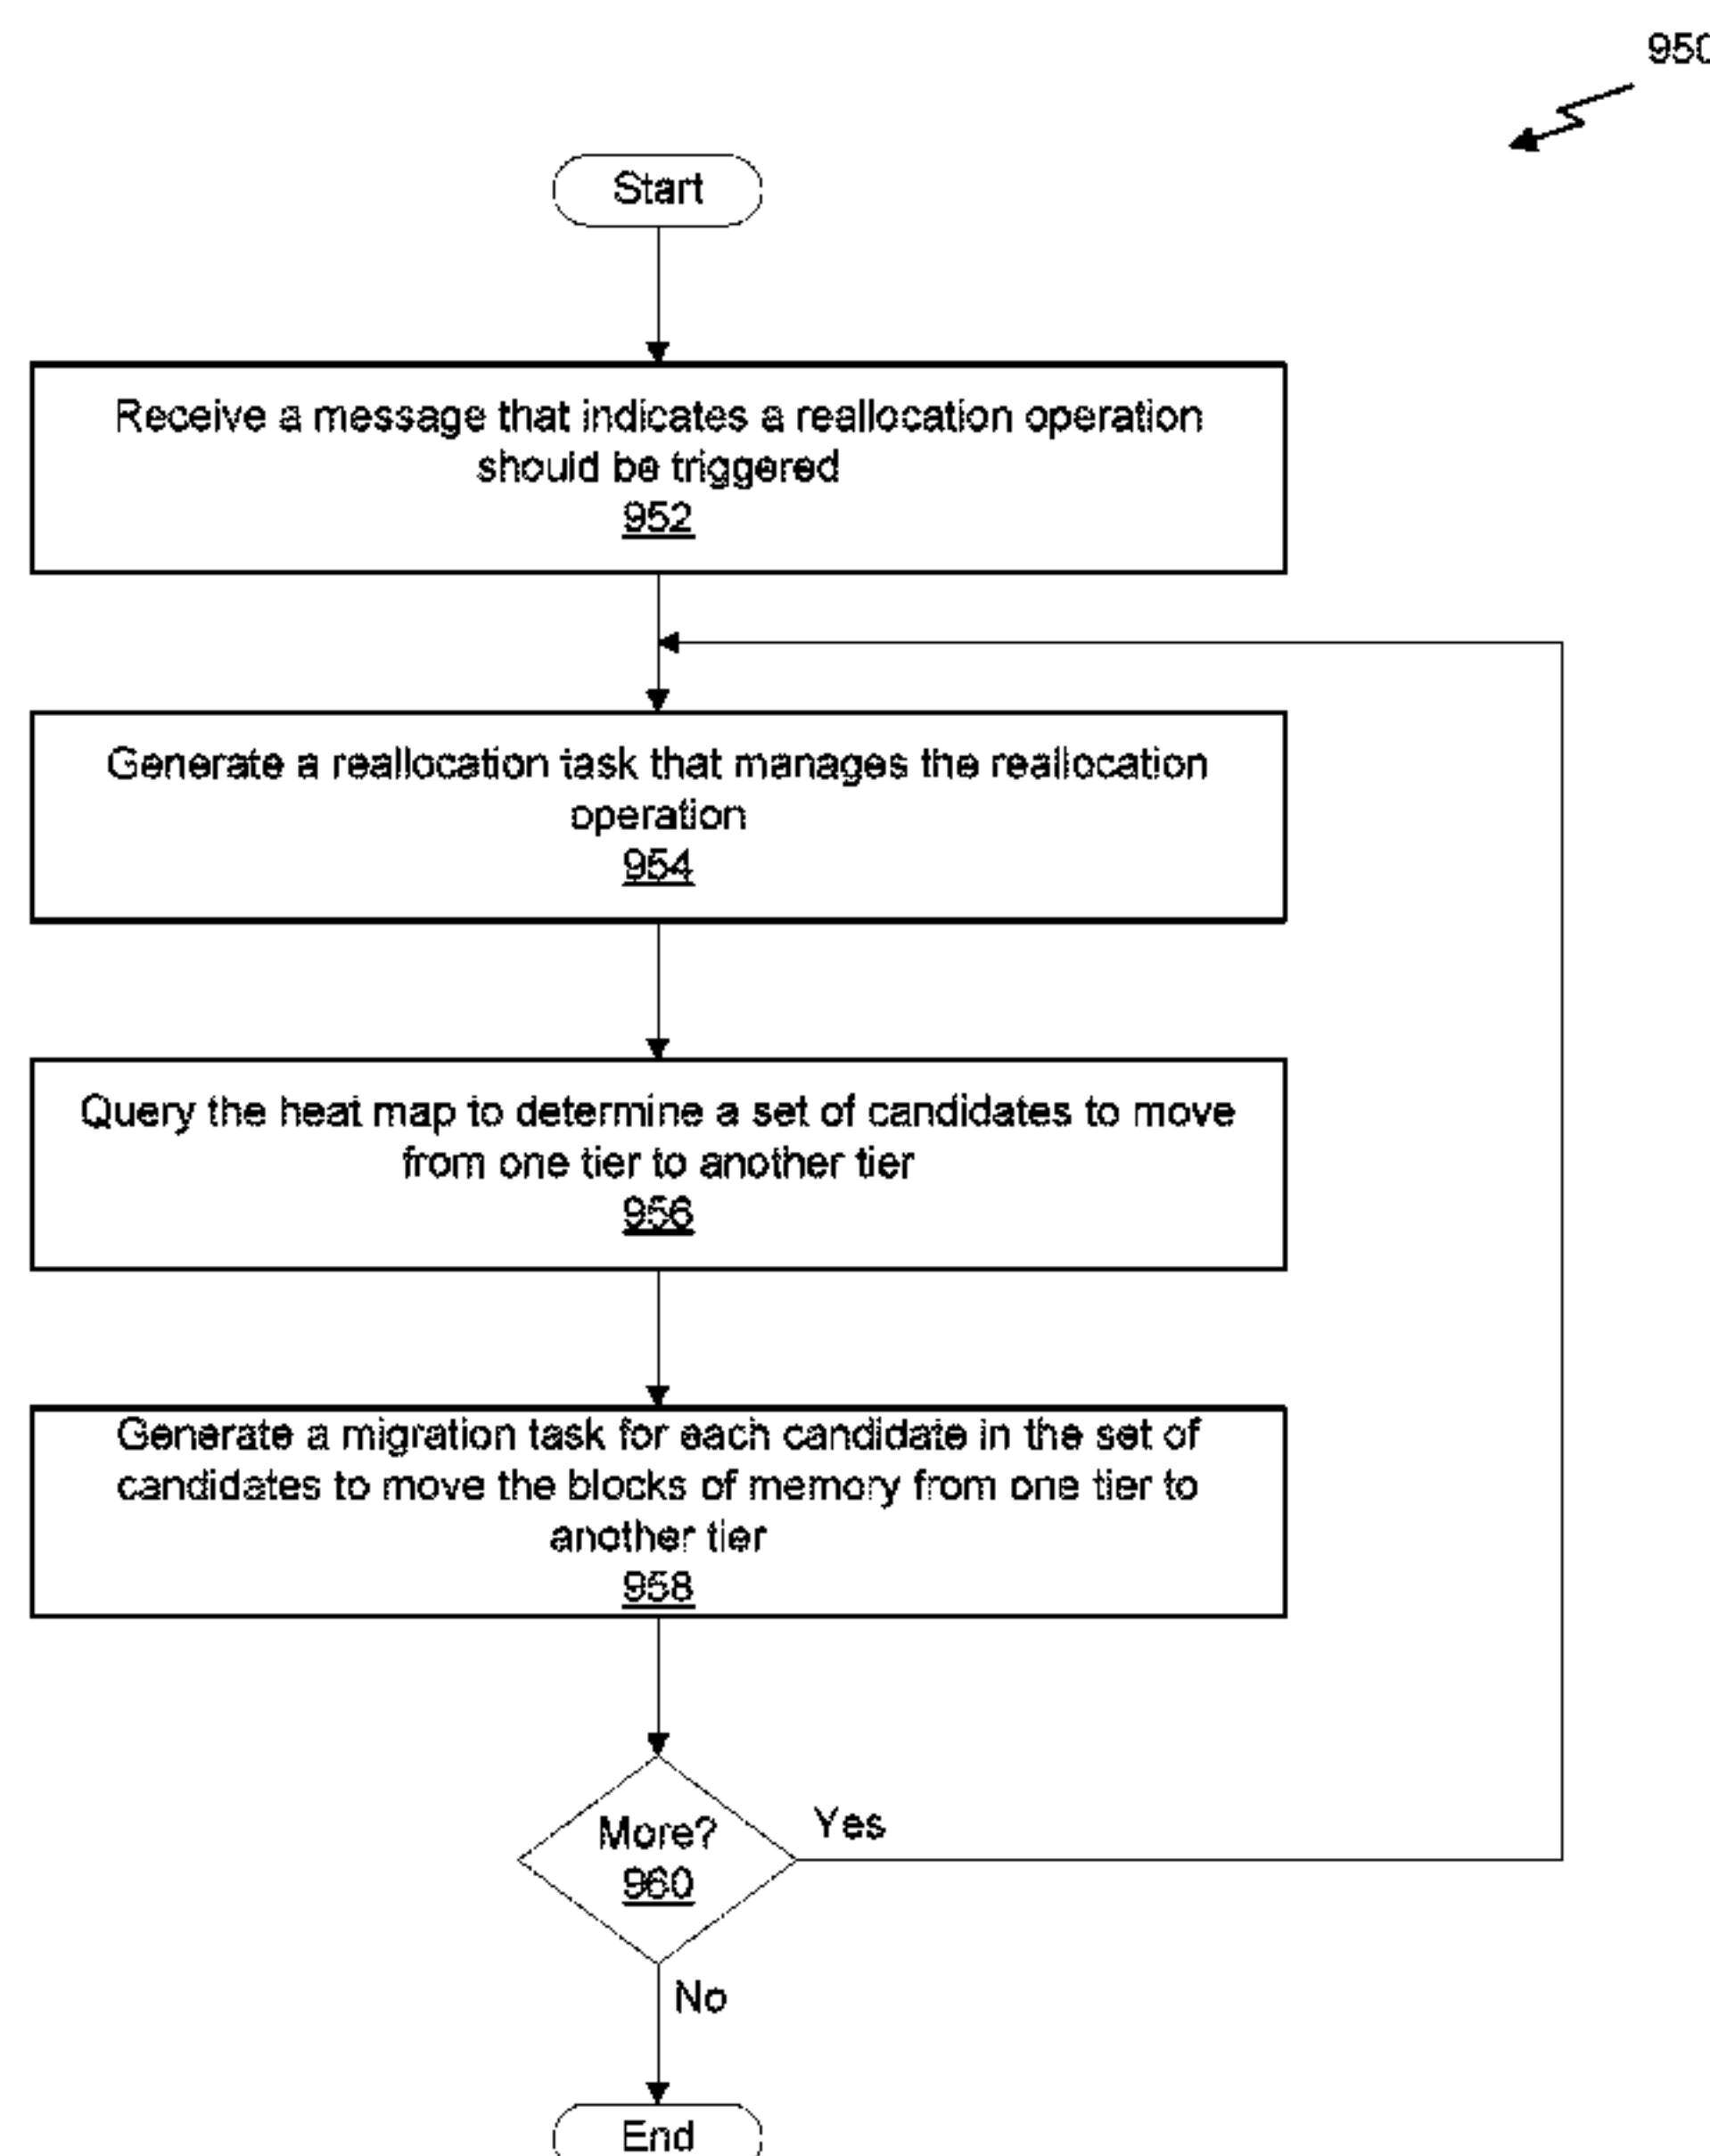 950
Start
Receive a message that indicates a reallocation operation
should be triggered
952
Generate a reallocation task that manages the reallocation
operation
954
Query the heat map to determine a set of candidates to move
from one tier to another tier
956
Generate a migration task for each candidate in the set of
candidates to move the blocks of memory from one tier to
another tier
958
More?
960
Yes
No
End